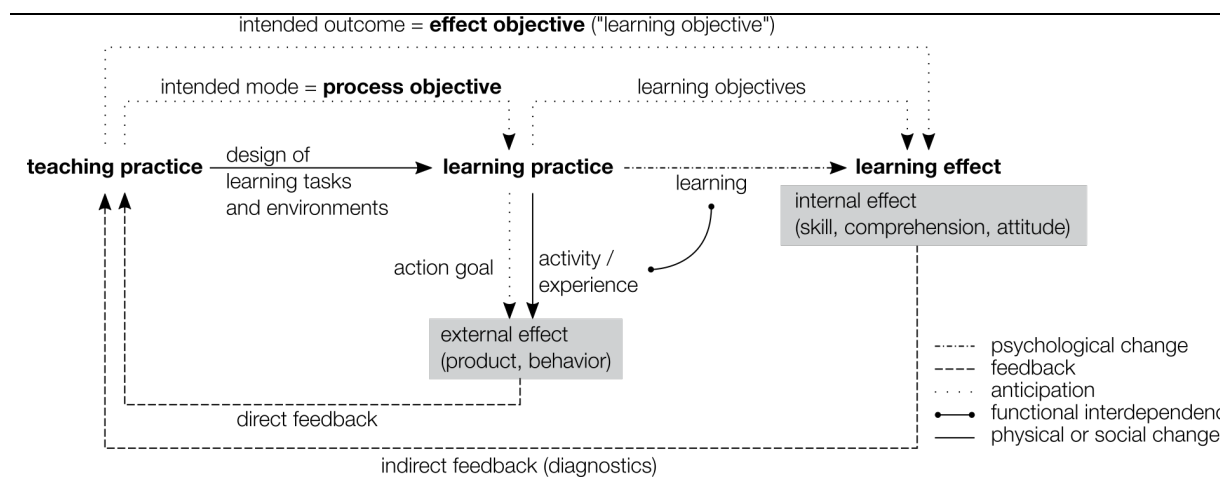 intended outcome = effect objective ("learning objective")
intended mode = process objective
learning objectives
teaching practice
design of
learning tasks
and environments
learning practice
learning
learning effect
internal effect
(skill, comprehension, attitude)
action goal
activity /
experience
external effect
(product, behavior)
direct feedback
indirect feedback (diagnostics)
psychological change
feedback
anticipation
functional interdependenc
physical or social change